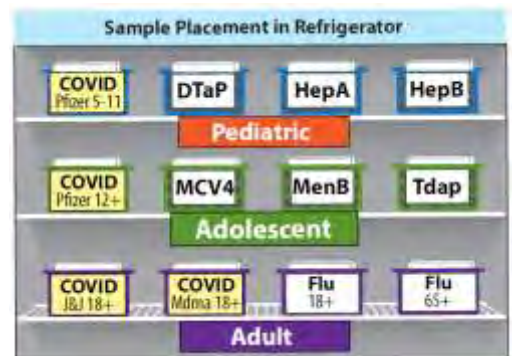 Sample Placement in Refrigerator
COVID
Pfizer 5-11
DTaP
HepA
HepB
Pediatric
COVID
Pfizer 12+
MCV4
MenB
Tdap
Adolescent
COVID
J&J 18+
COVID
Mdrna 18+
Flu
18+
Flu
65+
Adult